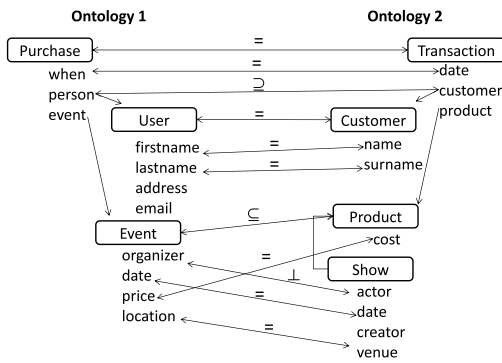 Ontology 1 Ontology 2
Purchase = Transaction
when = date
person ⊇ customer
event product
User = Customer
firstname = name
lastname = surname
address
email
Event ⊆ Product
organizer = cost
date ⊥ Show
price actor
location = date
creator
= venue